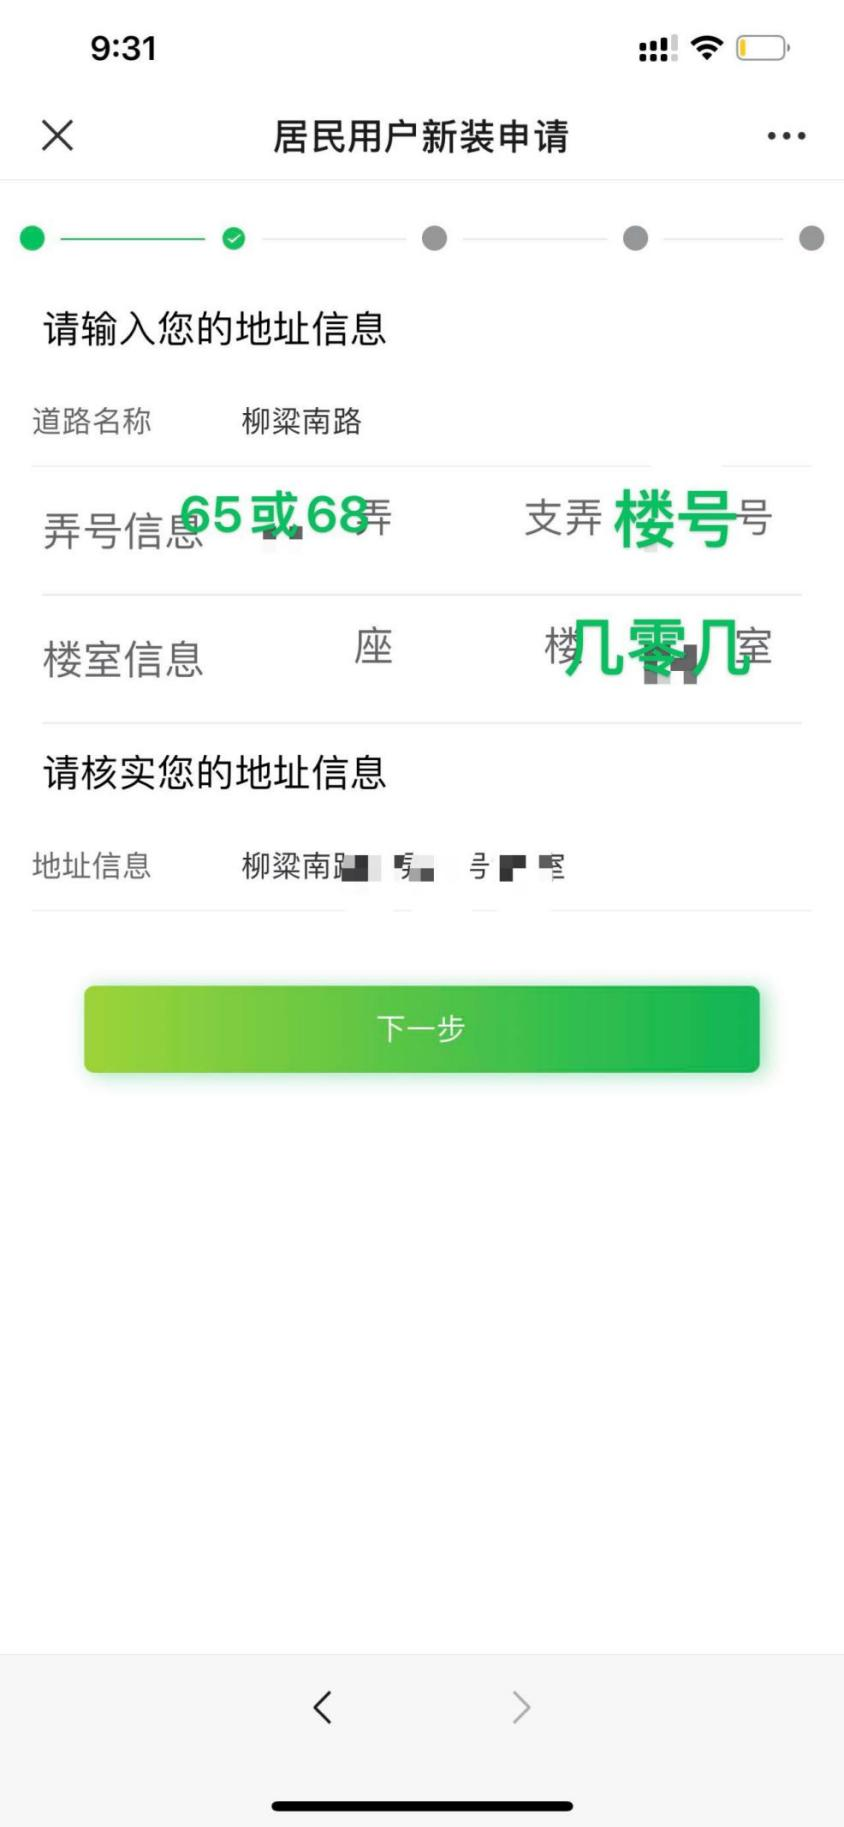 9:31
居民用户新装申请
请输入您的地址信息
道路名称 柳梁南路
弄号信息 65或68弄 支弄 楼号号
楼室信息 座 楼 几零几室
请核实您的地址信息
地址信息 柳梁南路 弄 号 室
下一步